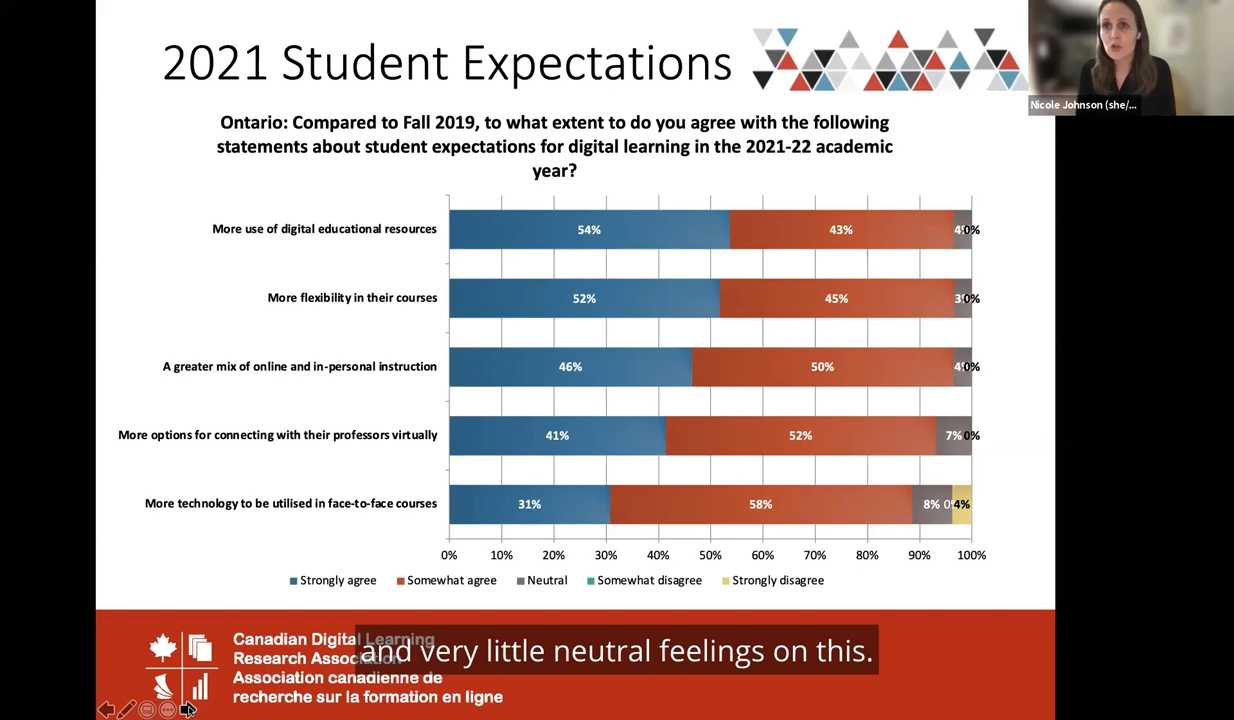 2021 Student Expectations
Nicole Johnson (she/...
Ontario: Compared to Fall 2019, to what extent to do you agree with the following
statements about student expectations for digital learning in the 2021-22 academic
year?
More use of digital educational resources
54%
43%
0%
More flexibility in their courses
52%
45%
0%
A greater mix of online and in-personal instruction
46%
50%
0%
More options for connecting with their professors virtually
41%
52%
7%
0%
More technology to be utilised in face-to-face courses
31%
58%
8%
4%
0% 10% 20% 30% 40% 50% 60% 70% 80% 90% 100%
Strongly agree Somewhat agree Neutral Somewhat disagree Strongly disagree
Canadian Digital Learning
Research Association
Association canadienne de
recherche sur la formation en ligne
and very little neutral feelings on this.